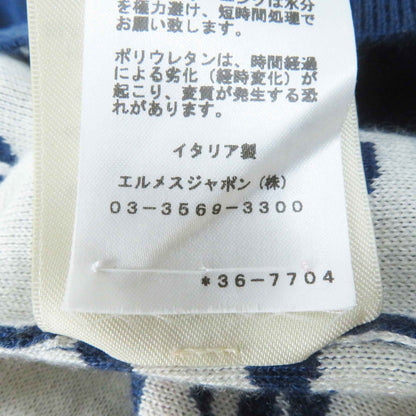 を極力避け、短時間処理で
お願い致します。
ポリウレタンは、時間経過
による劣化(経時変化)が
起こり、変質が発生する恐
れがあります。
イタリア製
エルメスジャポン(株)
03-3569-3300
*36-7704